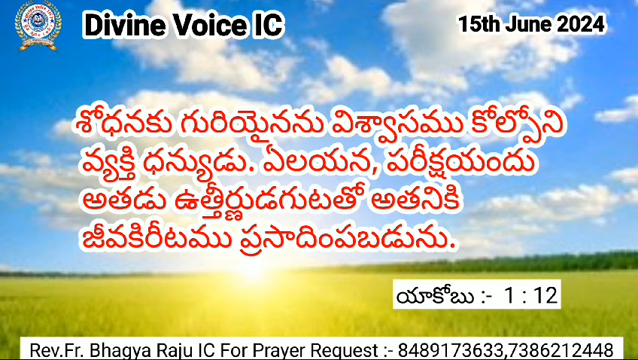 Divine Voice IC
15th June 2024
శోధనకు గురియైనను విశ్వాసము కోల్పోని
వ్యక్తి ధన్యుడు. ఏలయన, పరీక్షయందు
అతడు ఉత్తీర్ణుడగుటతో అతనికి
జీవకిరీటము ప్రసాదింపబడును.
యాకోబు :- 1 : 12
Rev.Fr. Bhagya Raju IC For Prayer Request :- 8489173633,7386212448